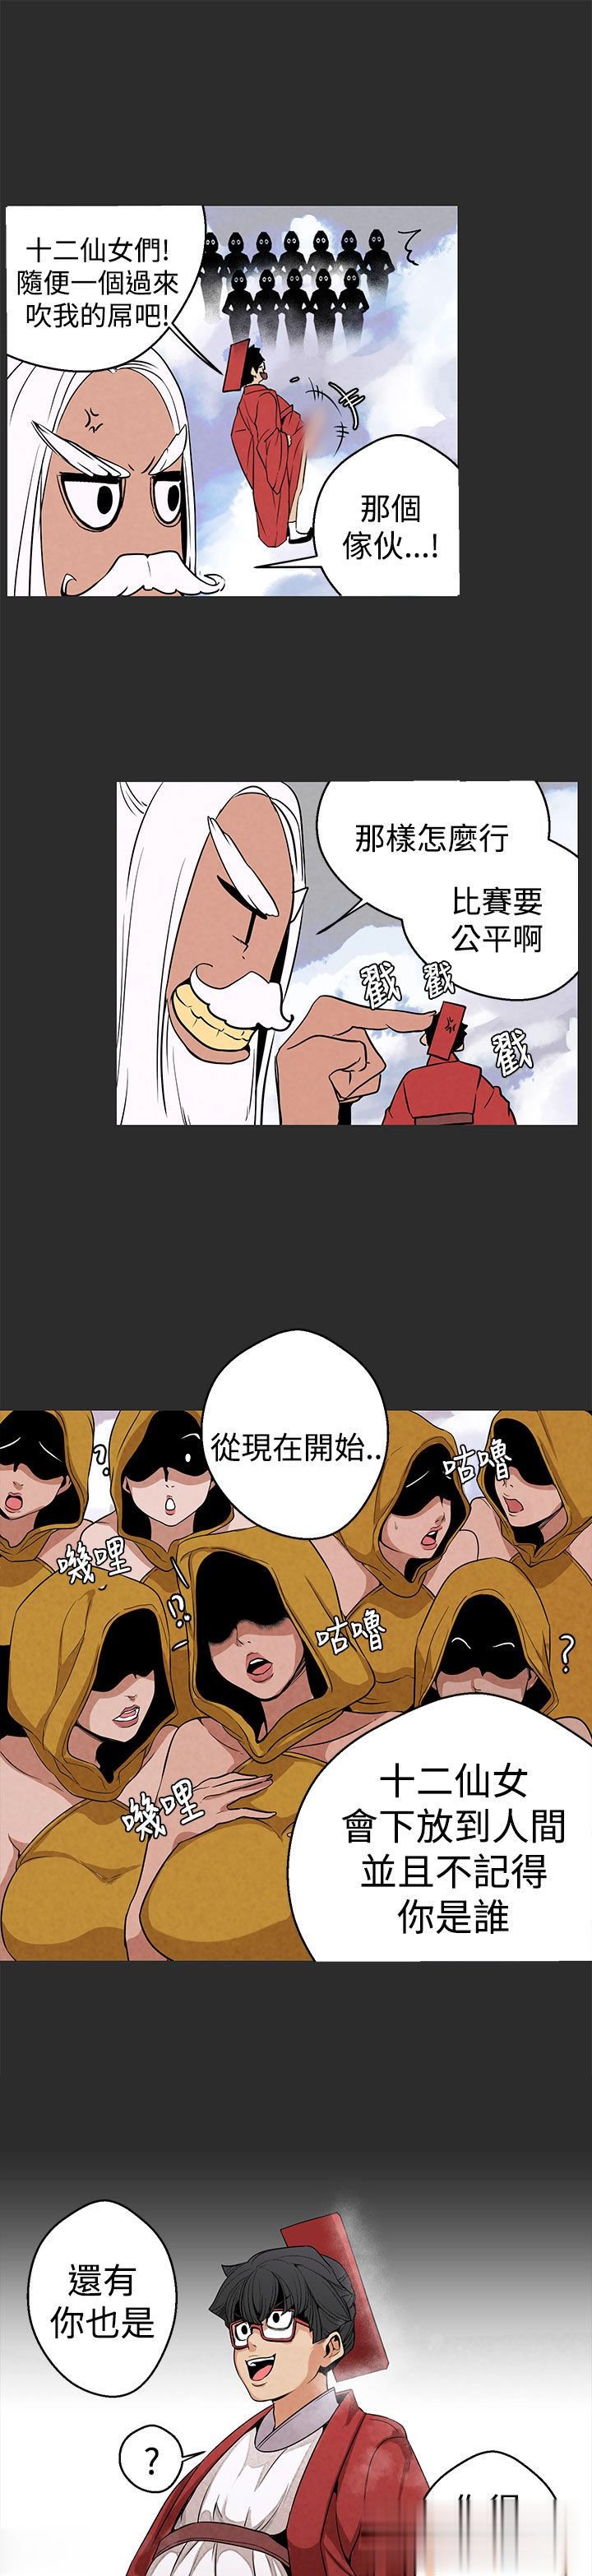 十二仙女們!
隨便一個過來
吹我的屌吧!
那個
傢伙...!
那樣怎麼行
比賽要
公平啊
戳
戳
戳
從現在開始..
?
咕嚕
嘰哩
!?
咕嚕
?
嘰哩
十二仙女
會下放到人間
並且不記得
你是誰
還有
你也是
?